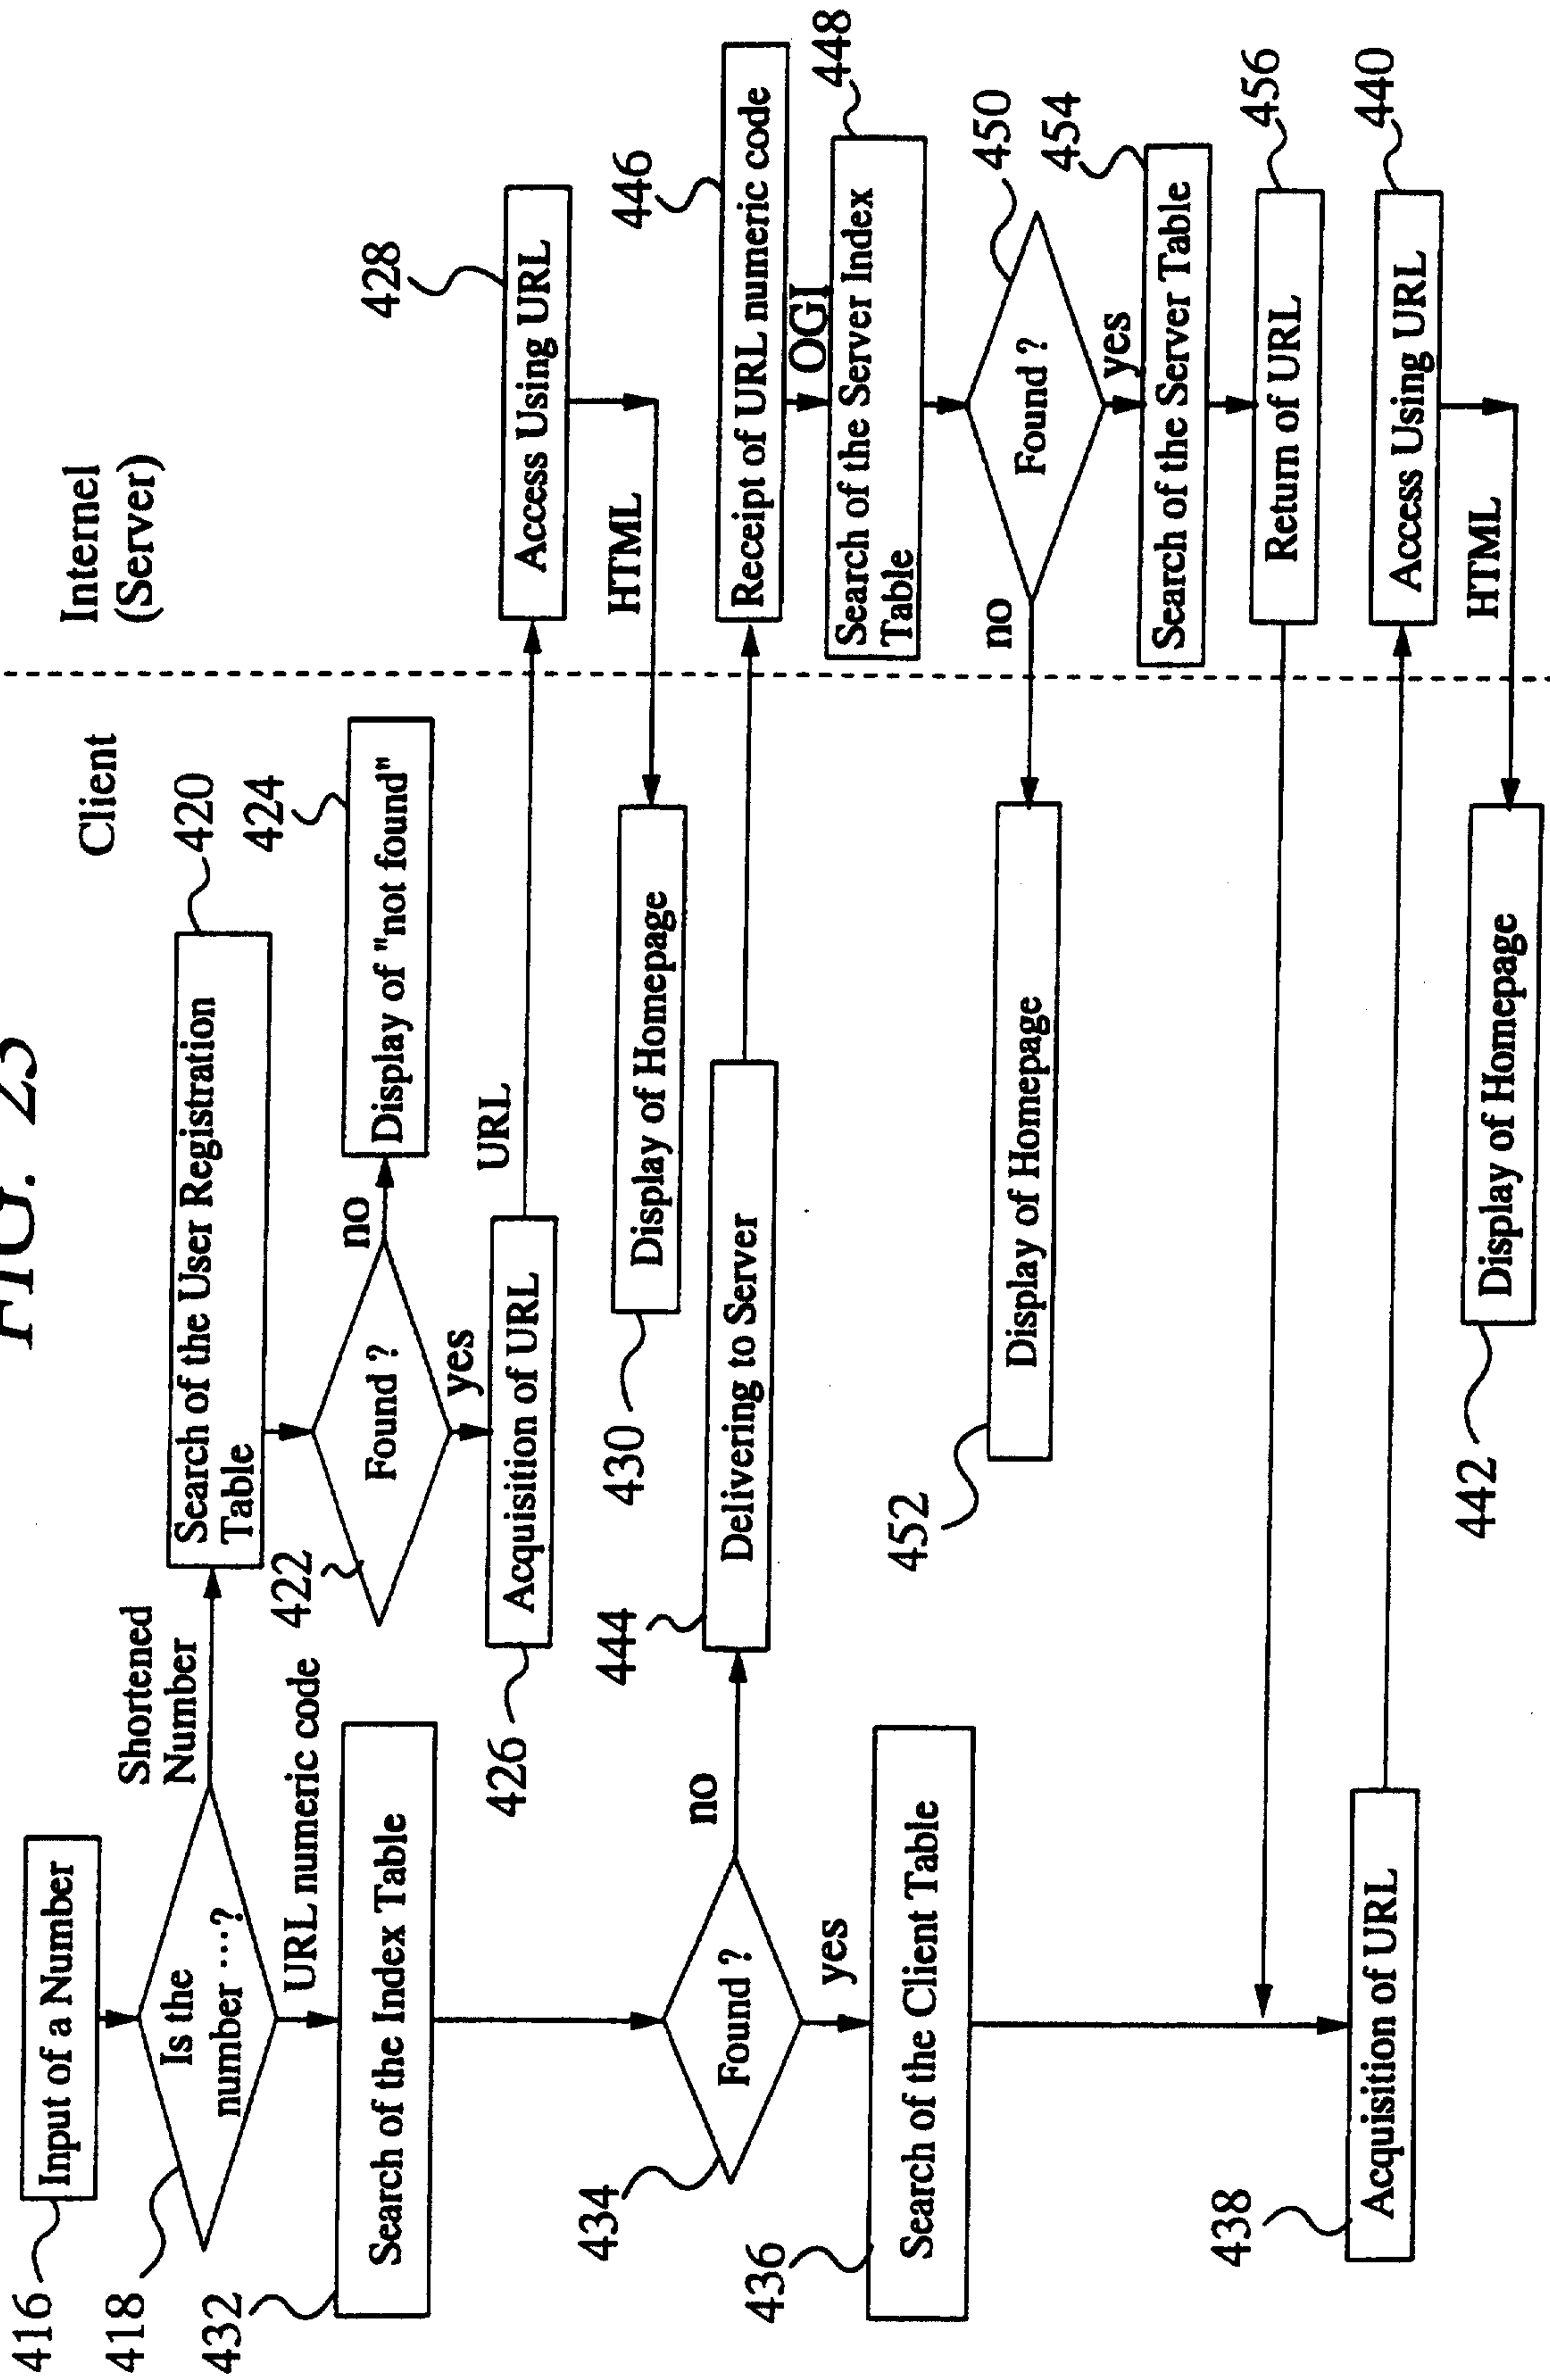 FIG. 23
Client
Internel
(Server)
416
Input of a Number
418
Is the
number ...?
Shortened
Number
URL numeric code
420
Search of the User Registration
Table
422
Found ?
no
424
Display of "not found"
yes
426
Acquisition of URL
URL
428
Access Using URL
HTML
430
Display of Homepage
432
Search of the Index Table
434
Found ?
no
444
Delivering to Server
446
Receipt of URL numeric code
OGI
448
Search of the Server Index
Table
450
Found ?
no
452
Display of Homepage
yes
454
Search of the Server Table
456
Return of URL
yes
436
Search of the Client Table
438
Acquisition of URL
440
Access Using URL
HTML
442
Display of Homepage